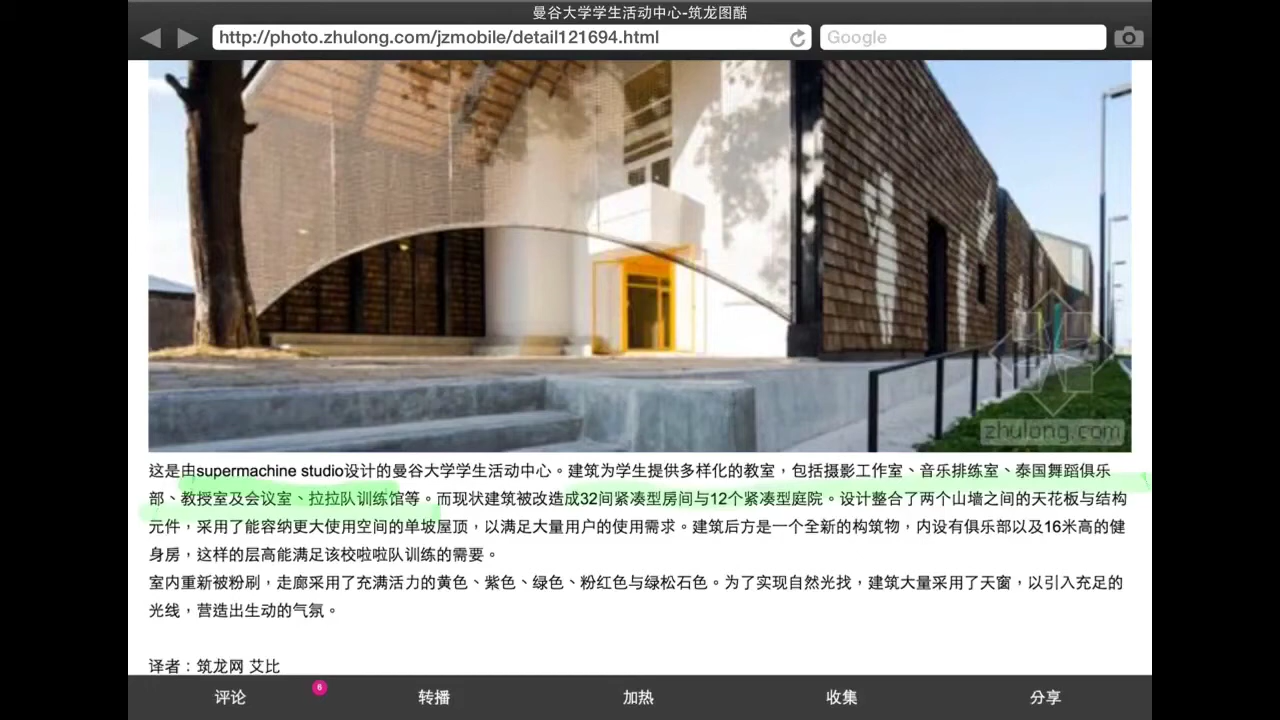 曼谷大学学生活动中心-筑龙图酷
http://photo.zhulong.com/jzmobile/detail121694.html
Google
zhulong.com
这是由supermachine studio设计的曼谷大学学生活动中心。建筑为学生提供多样化的教室，包括摄影工作室、音乐排练室、泰国舞蹈俱乐
部、教授室及会议室、拉拉队训练馆等。而现状建筑被改造成32间紧凑型房间与12个紧凑型庭院。设计整合了两个山墙之间的天花板与结构
元件，采用了能容纳更大使用空间的单坡屋顶，以满足大量用户的使用需求。建筑后方是一个全新的构筑物，内设有俱乐部以及16米高的健
身房，这样的层高能满足该校啦啦队训练的需要。
室内重新被粉刷，走廊采用了充满活力的黄色、紫色、绿色、粉红色与绿松石色。为了实现自然光找，建筑大量采用了天窗，以引入充足的
光线，营造出生动的气氛。
译者：筑龙网 艾比
评论 6 转播 加热 收集 分享